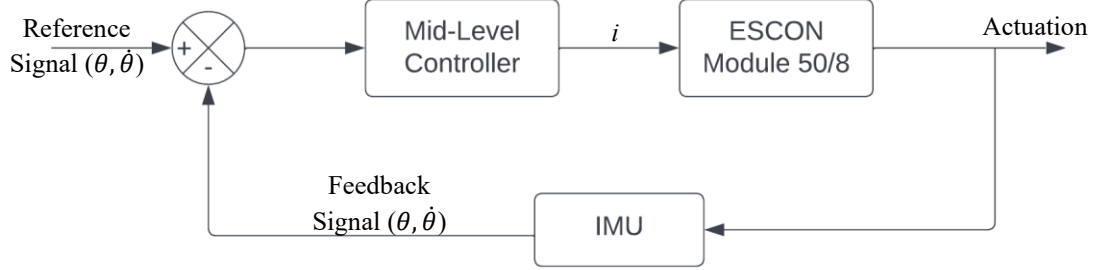 Reference
Signal (θ, θ̇)
+
-
Mid-Level
Controller
i
ESCON
Module 50/8
Actuation
Feedback
Signal (θ, θ̇)
IMU